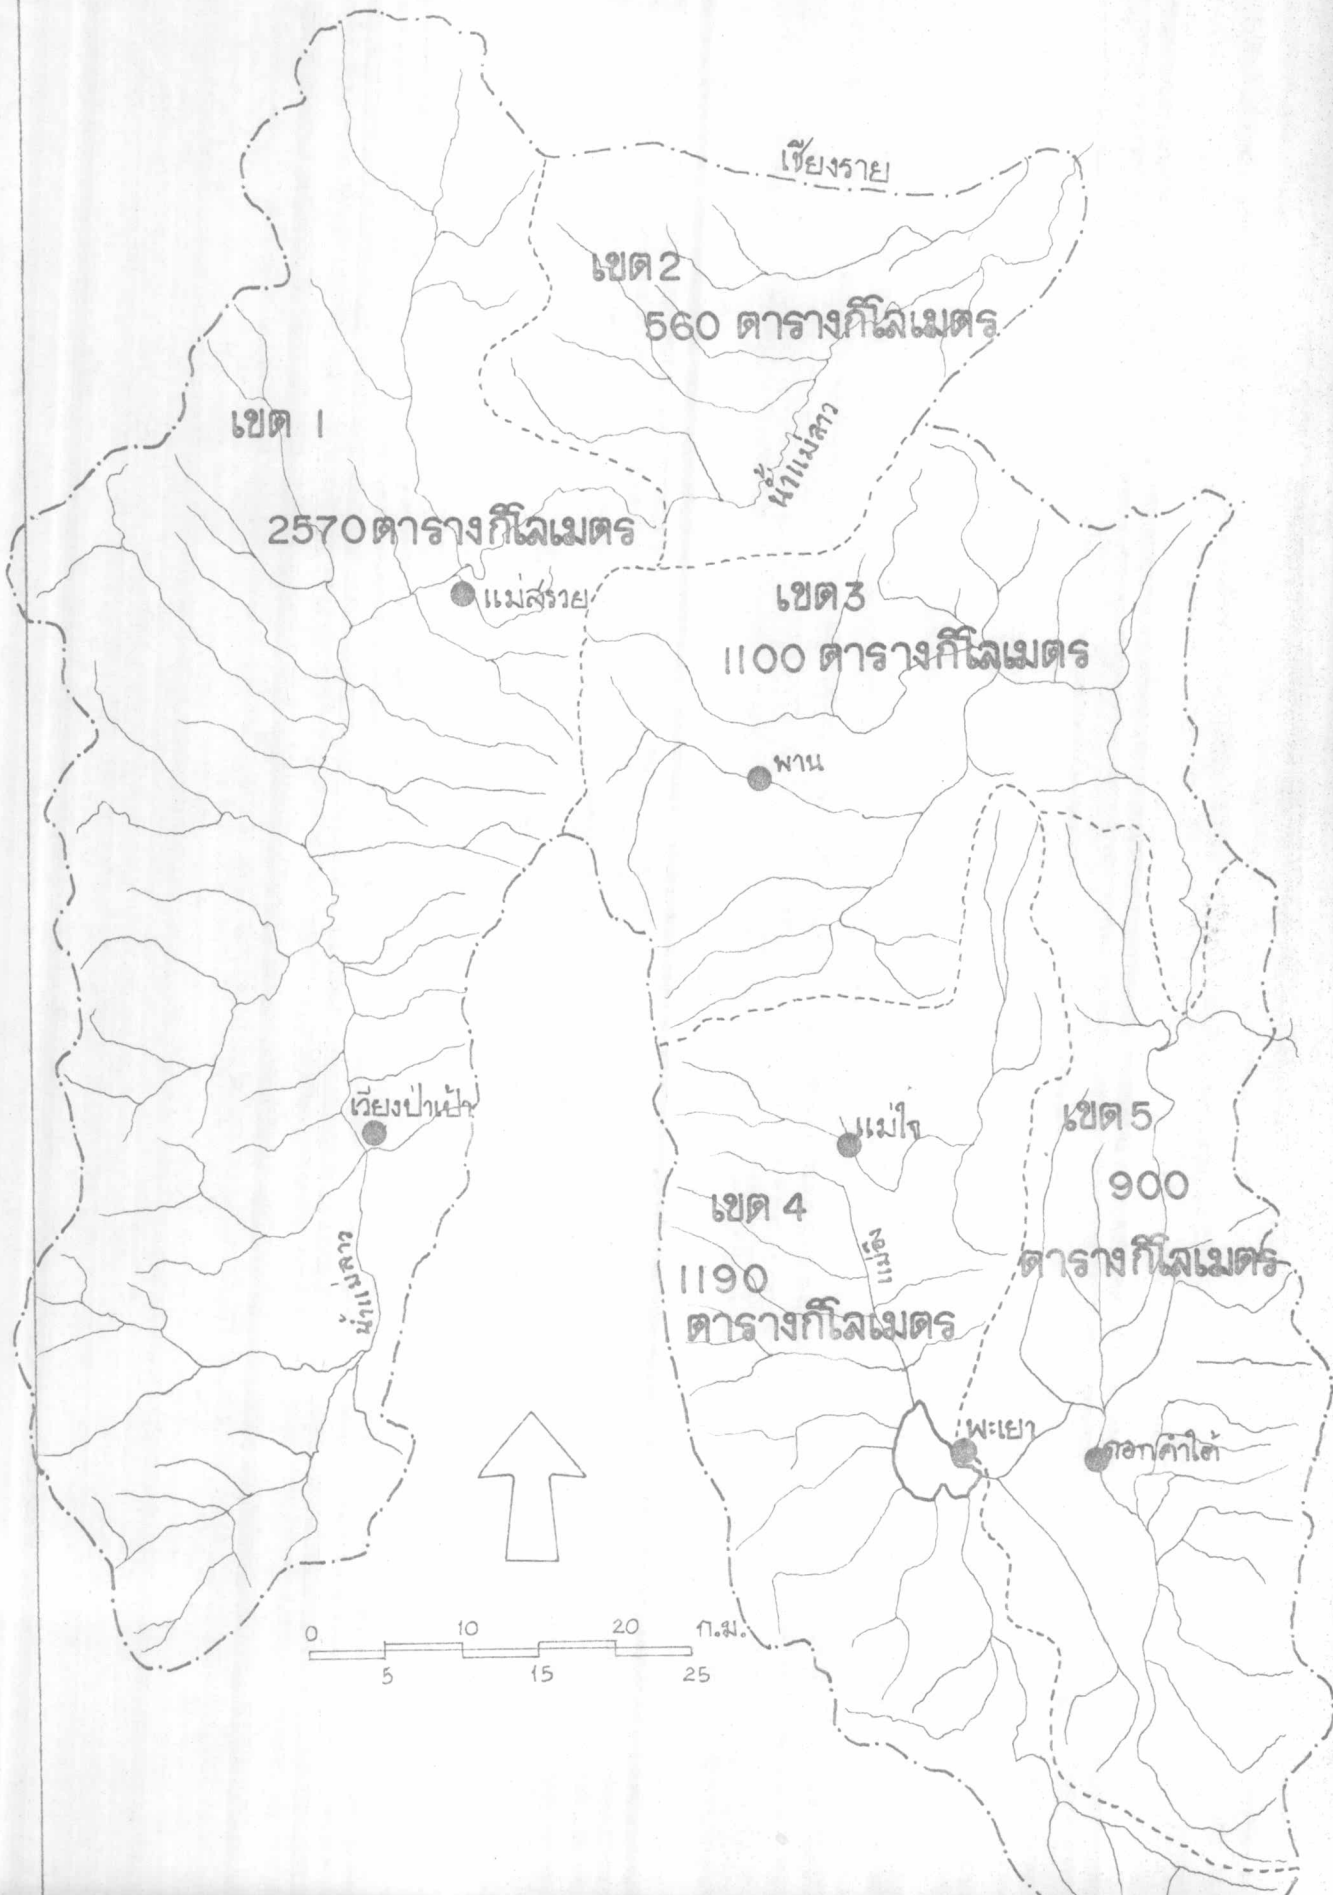 เชียงราย
เขต 2
560 ตารางกิโลเมตร
เขต 1
น้ำแม่ลาว
2570 ตารางกิโลเมตร
แม่สรวย
เขต 3
1100 ตารางกิโลเมตร
พาน
เวียงป่าเป้า
แม่ใจ
เขต 5
900
ตารางกิโลเมตร
เขต 4
1190
ตารางกิโลเมตร
น้ำแม่ลาว
พะเยา
ดอกคำใต้
0 10 20 ก.ม.
5 15 25